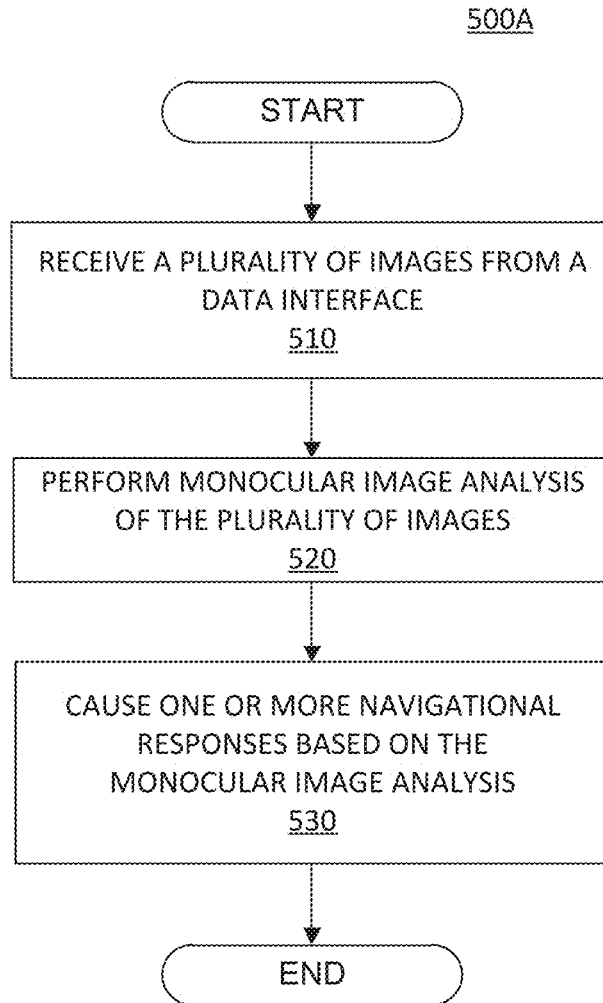 500A
START
RECEIVE A PLURALITY OF IMAGES FROM A
DATA INTERFACE
510
PERFORM MONOCULAR IMAGE ANALYSIS
OF THE PLURALITY OF IMAGES
520
CAUSE ONE OR MORE NAVIGATIONAL
RESPONSES BASED ON THE
MONOCULAR IMAGE ANALYSIS
530
END